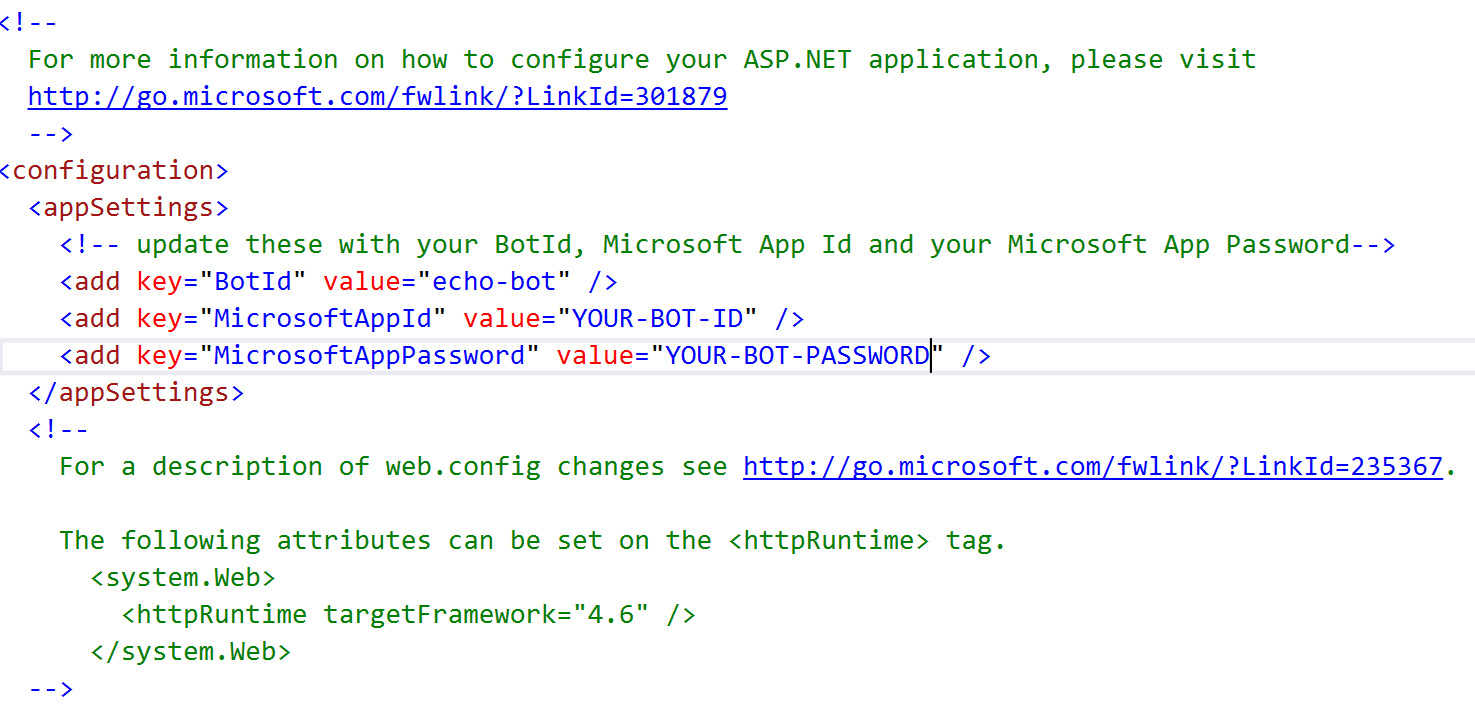 <!--
For more information on how to configure your ASP.NET application, please visit
http://go.microsoft.com/fwlink/?LinkId=301879
-->
<configuration>
<appSettings>
<!-- update these with your BotId, Microsoft App Id and your Microsoft App Password-->
<add key="BotId" value="echo-bot" />
<add key="MicrosoftAppId" value="YOUR-BOT-ID" />
<add key="MicrosoftAppPassword" value="YOUR-BOT-PASSWORD" />
</appSettings>
<!--
For a description of web.config changes see http://go.microsoft.com/fwlink/?LinkId=235367.
The following attributes can be set on the <httpRuntime> tag.
<system.Web>
<httpRuntime targetFramework="4.6" />
</system.Web>
-->